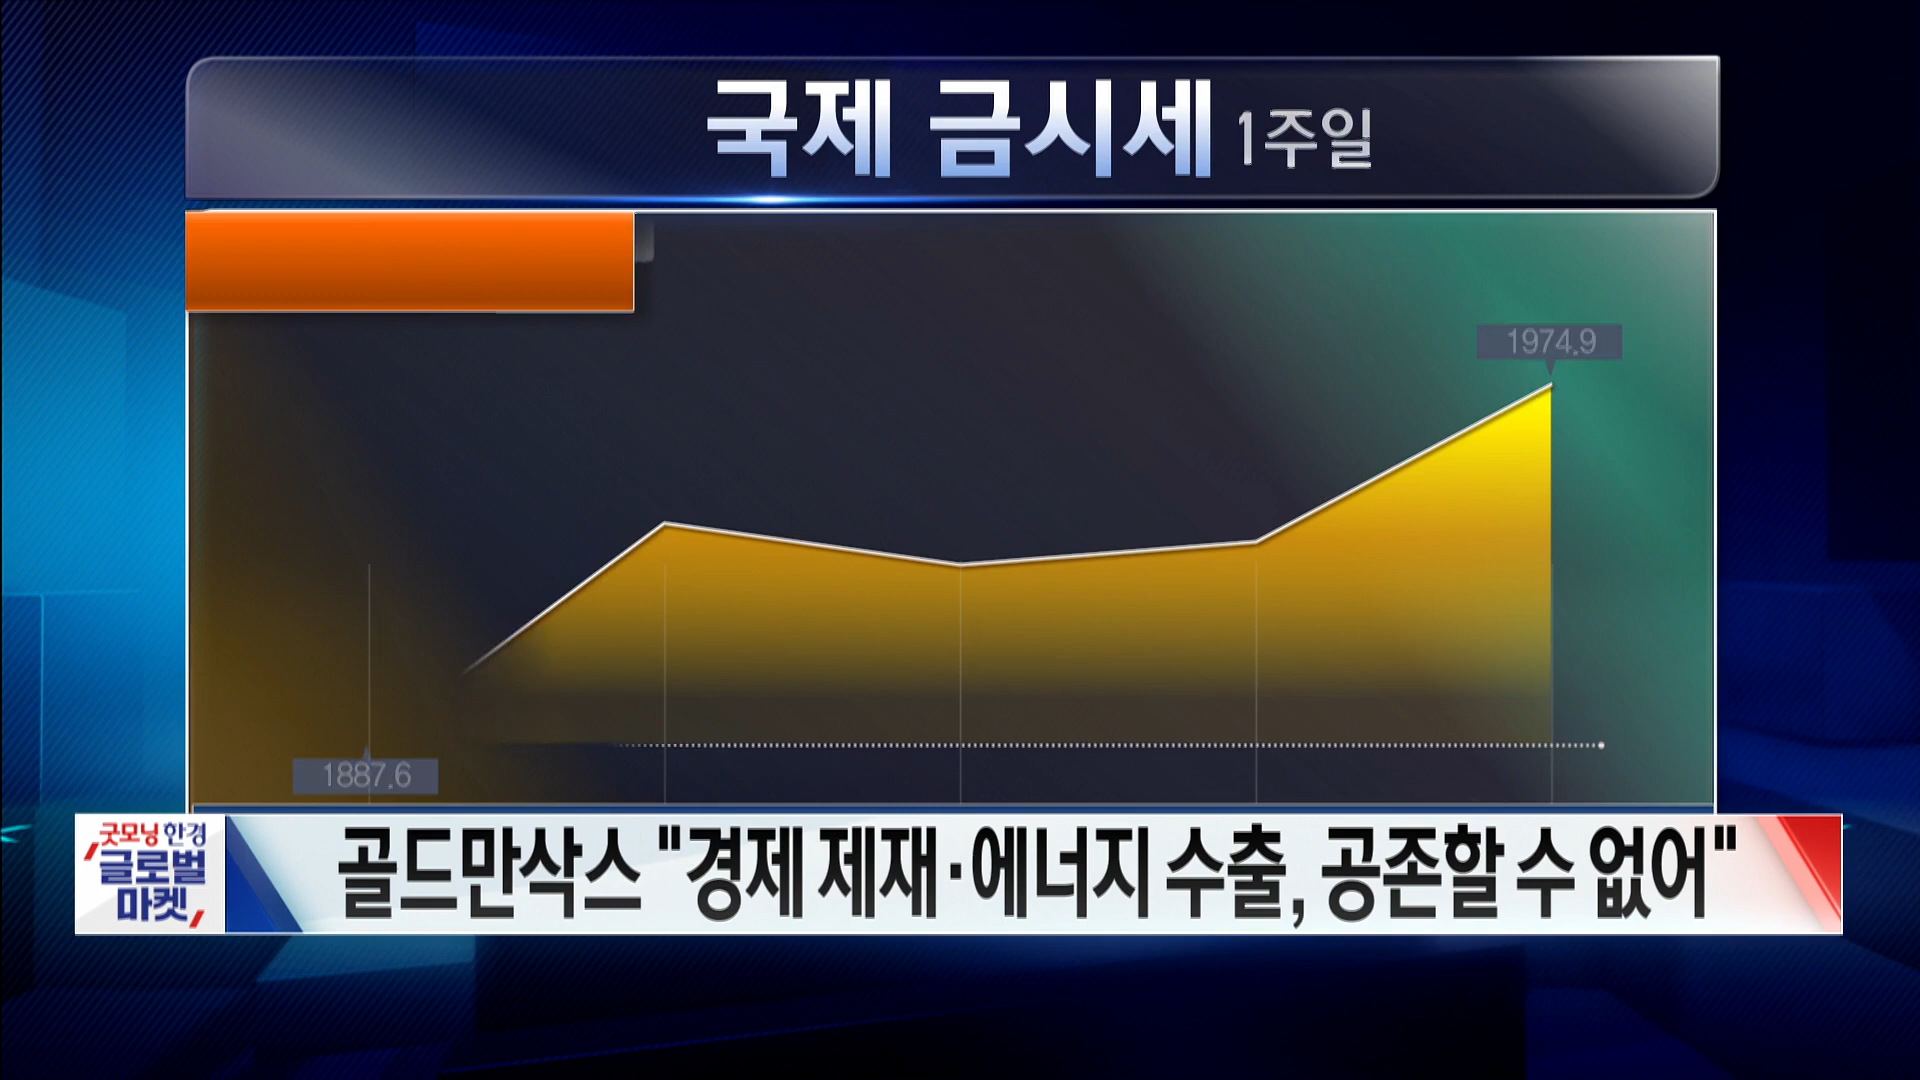 국제 금시세 1주일
1974.9
1887.6
굿모닝 한경
글로벌
마켓
골드만삭스 "경제 제재·에너지 수출, 공존할 수 없어"